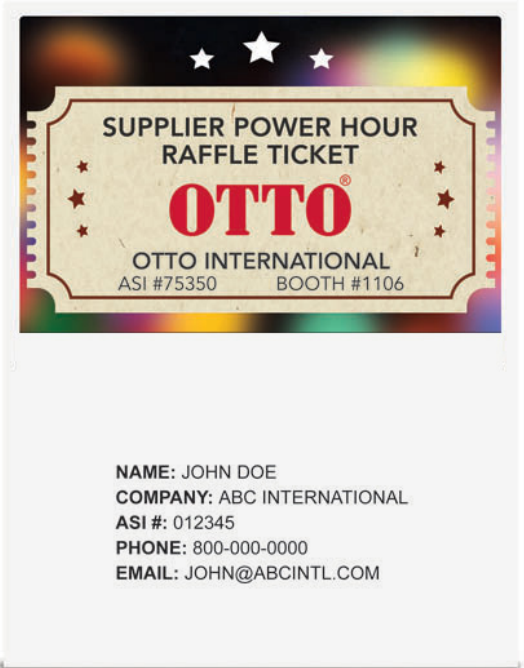 SUPPLIER POWER HOUR
RAFFLE TICKET
OTTO®
OTTO INTERNATIONAL
ASI #75350 BOOTH #1106
NAME: JOHN DOE
COMPANY: ABC INTERNATIONAL
ASI #: 012345
PHONE: 800-000-0000
EMAIL: JOHN@ABCINTL.COM